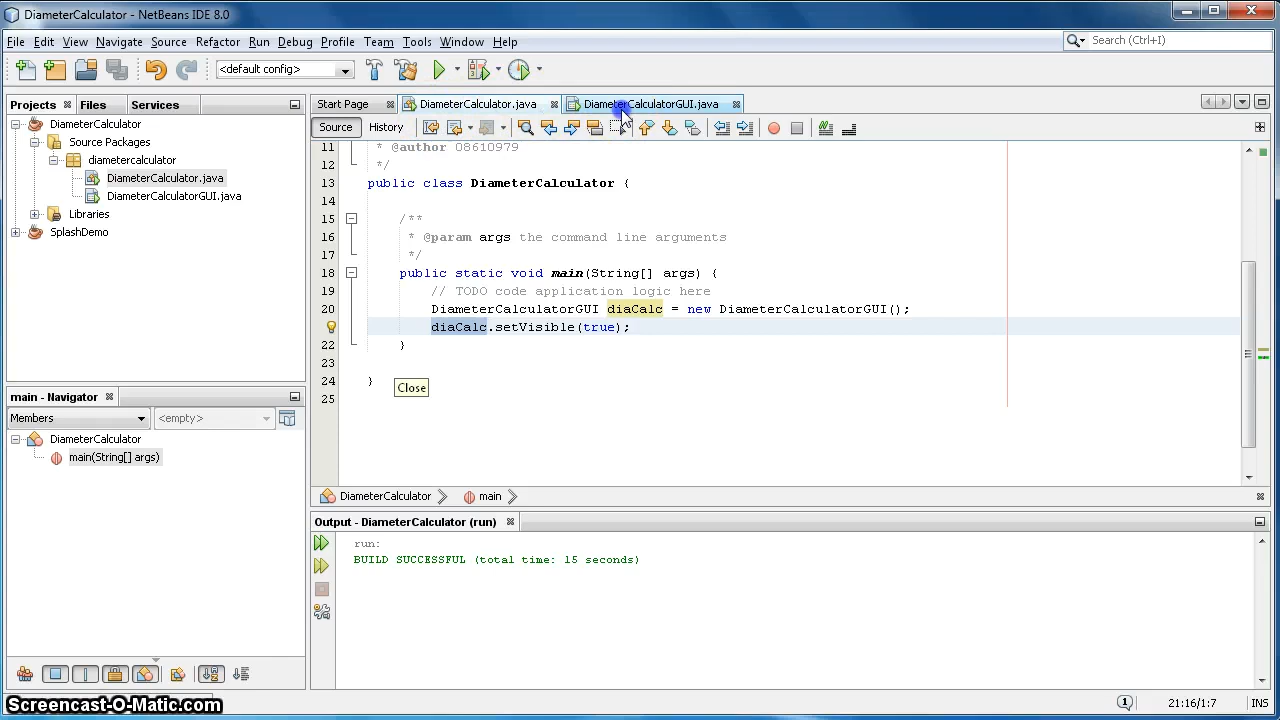 DiameterCalculator - NetBeans IDE 8.0
File Edit View Navigate Source Refactor Run Debug Profile Team Tools Window Help
Search (Ctrl+I)
<default config>
Projects Files Services
Start Page DiameterCalculator.java DiameterCalculatorGUI.java
Source History
DiameterCalculator
Source Packages
diametercalculator
DiameterCalculator.java
DiameterCalculatorGUI.java
Libraries
SplashDemo
11 * @author 08610979
12 */
13 public class DiameterCalculator {
14
15 /**
16 * @param args the command line arguments
17 */
18 public static void main(String[] args) {
19 // TODO code application logic here
20 DiameterCalculatorGUI diaCalc = new DiameterCalculatorGUI();
diaCalc.setVisible(true);
22 }
23
24 }
25
Close
main - Navigator
Members <empty>
DiameterCalculator
main(String[] args)
DiameterCalculator main
Output - DiameterCalculator (run)
run:
BUILD SUCCESSFUL (total time: 15 seconds)
Screencast-O-Matic.com
1 21:16/1:7 INS